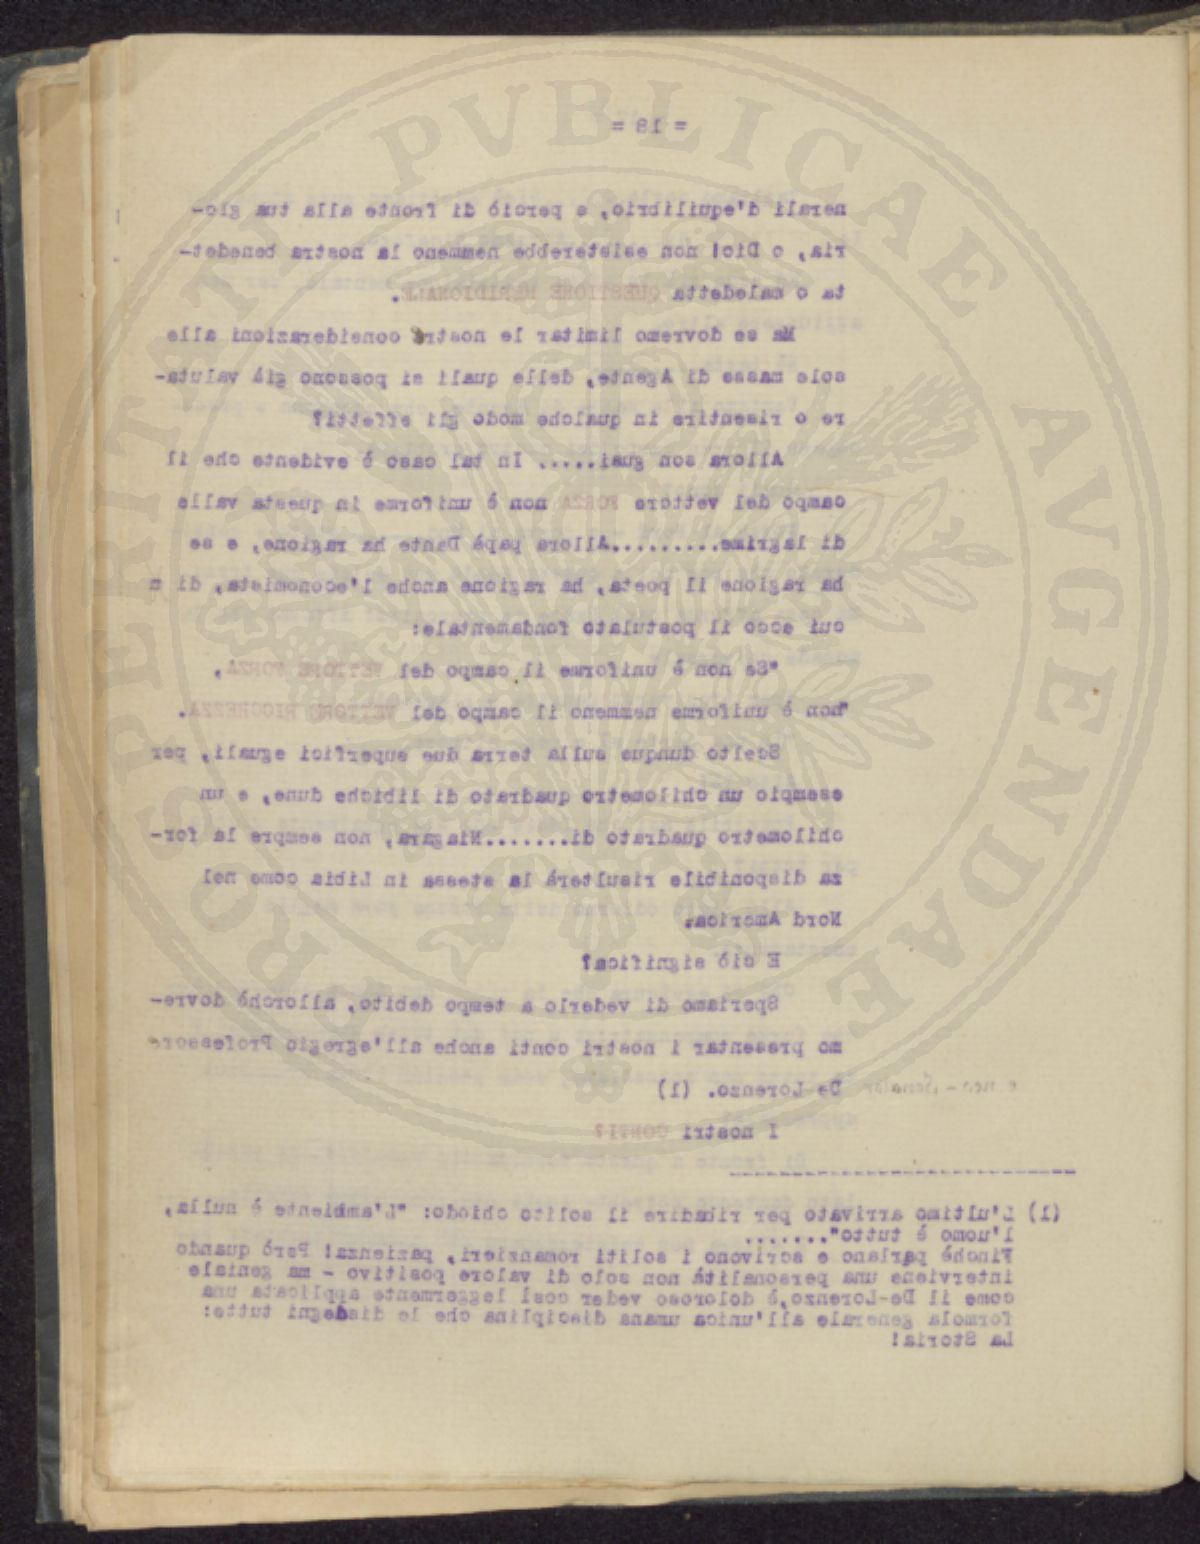 = 18 =
nerali d'equilibrio, e perciò di fronte alla tua glo-
ria, o Dio! non esisterebbe nemmeno la nostra benedet-
ta o maledetta QUESTIONE MERIDIONALE.
Ma se dovremo limitar le nostre considerazioni alle
sole masse di Agente, delle quali si possono già valuta-
re o risentire in qualche modo gli effetti?
Allora son guai..... In tal caso è evidente che il
campo del vettore FORZA non è uniforme in questa valle
di lagrime..........Allora papà Dante ha ragione, e se
ha ragione il poeta, ha ragione anche l'economista, di m
cui ecco il postulato fondamentale:
"Se non è uniforme il campo del VETTORE FORZA,
"non è uniforme nemmeno il campo del VETTORE RICCHEZZA.
Scelto dunque sulla terra due superfici eguali, per
esempio un chilometro quadrato di libiche dune, e un
chilometro quadrato di........Niagara, non sempre la for-
za disponibile risulterà la stessa in Libia come nel
Nord America.
E ciò significa?
Speriamo di vederlo a tempo debito, allorchè dovre-
mo presentar i nostri conti anche all'egregio Professore
e neo-Senator De-Lorenzo. (1)
I nostri CONTI?
(1) L'ultimo arrivato per ribadire il solito chiodo: "L'ambiente è nulla,
l'uomo è tutto".......
Finchè parlano e scrivono i soliti romanzieri, pazienza! Però quando
interviene una personalità non solo di valore positivo - ma geniale
come il De-Lorenzo, è doloroso veder così leggermente applicata una
formola generale all'unica umana disciplina che le disdegni tutte:
La Storia!
PROSPERITATI PVBLICAE AVGENDAE